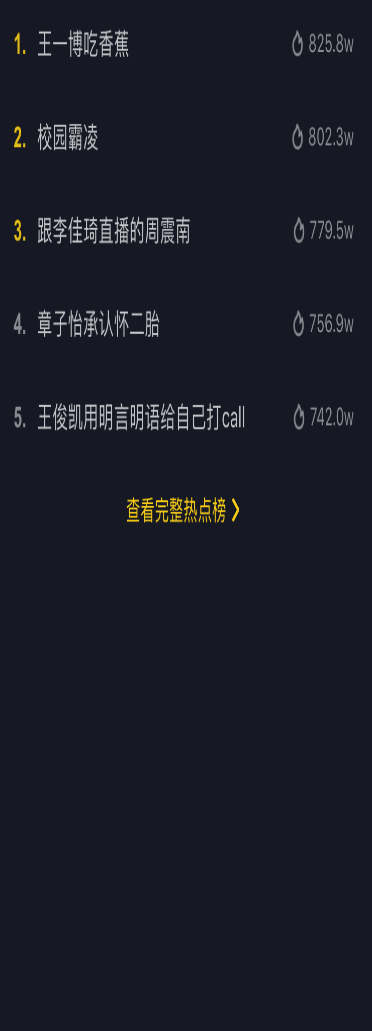 1. 王一博吃香蕉 825.8w
2. 校园霸凌 802.3w
3. 跟李佳琦直播的周震南 779.5w
4. 章子怡承认怀二胎 756.9w
5. 王俊凯用明言明语给自己打call 742.0w
查看完整热点榜